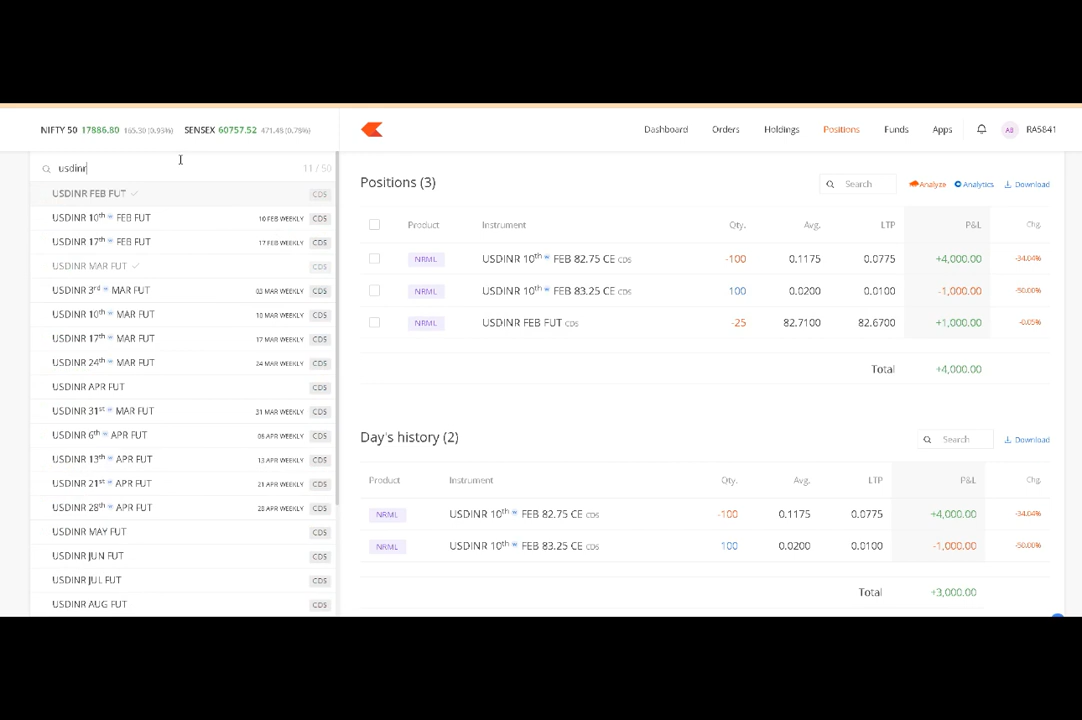 NIFTY 50 17886.80 165.30 (0.93%) SENSEX 60757.52 471.48 (0.78%)
Dashboard Orders Holdings Positions Funds Apps AB RA5841
usdinr 11 / 50
USDINR FEB FUT CDS
USDINR 10th w FEB FUT 10 FEB WEEKLY CDS
USDINR 17th w FEB FUT 17 FEB WEEKLY CDS
USDINR MAR FUT CDS
USDINR 3rd w MAR FUT 03 MAR WEEKLY CDS
USDINR 10th w MAR FUT 10 MAR WEEKLY CDS
USDINR 17th w MAR FUT 17 MAR WEEKLY CDS
USDINR 24th w MAR FUT 24 MAR WEEKLY CDS
USDINR APR FUT CDS
USDINR 31st w MAR FUT 31 MAR WEEKLY CDS
USDINR 6th w APR FUT 06 APR WEEKLY CDS
USDINR 13th w APR FUT 13 APR WEEKLY CDS
USDINR 21st w APR FUT 21 APR WEEKLY CDS
USDINR 28th w APR FUT 28 APR WEEKLY CDS
USDINR MAY FUT CDS
USDINR JUN FUT CDS
USDINR JUL FUT CDS
USDINR AUG FUT CDS
Positions (3) Search Analyze Analytics Download
Product Instrument Qty. Avg. LTP P&L Chg.
NRML USDINR 10th w FEB 82.75 CE CDS -100 0.1175 0.0775 +4,000.00 -34.04%
NRML USDINR 10th w FEB 83.25 CE CDS 100 0.0200 0.0100 -1,000.00 -50.00%
NRML USDINR FEB FUT CDS -25 82.7100 82.6700 +1,000.00 -0.05%
Total +4,000.00
Day's history (2) Search Download
Product Instrument Qty. Avg. LTP P&L Chg.
NRML USDINR 10th w FEB 82.75 CE CDS -100 0.1175 0.0775 +4,000.00 -34.04%
NRML USDINR 10th w FEB 83.25 CE CDS 100 0.0200 0.0100 -1,000.00 -50.00%
Total +3,000.00